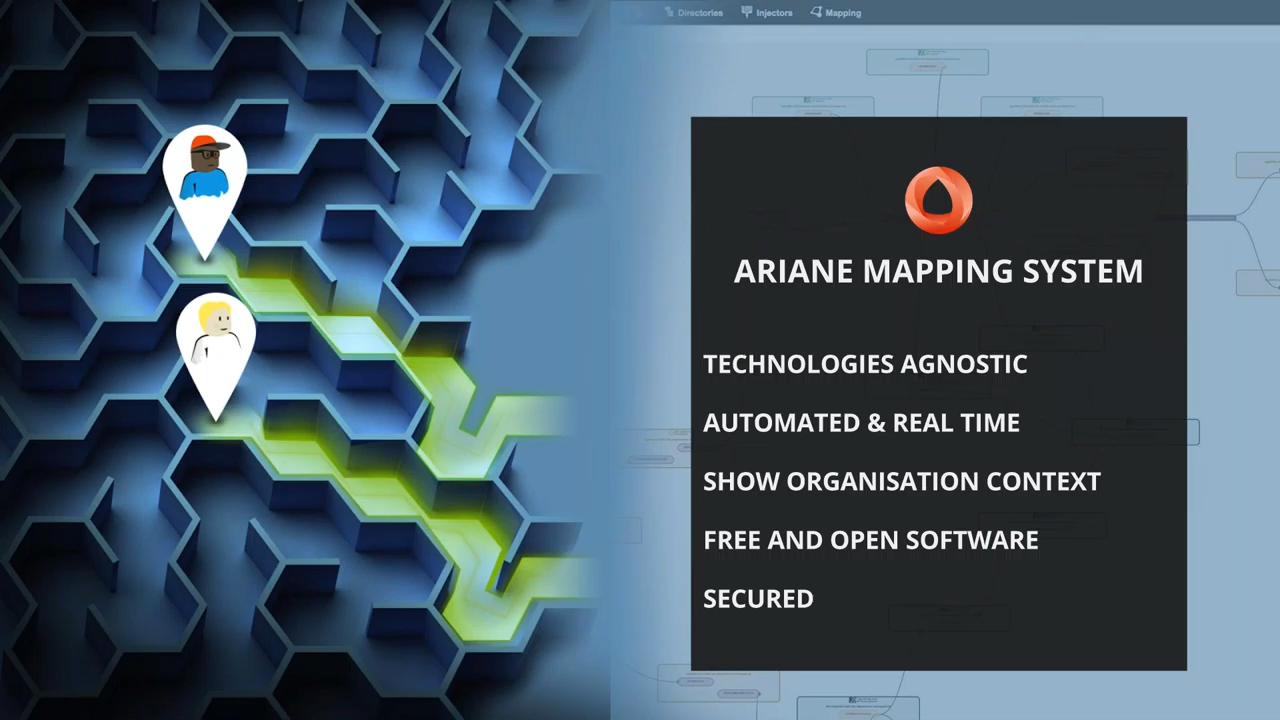 Directories
Injectors
Mapping
ARIANE MAPPING SYSTEM
TECHNOLOGIES AGNOSTIC
AUTOMATED & REAL TIME
SHOW ORGANISATION CONTEXT
FREE AND OPEN SOFTWARE
SECURED